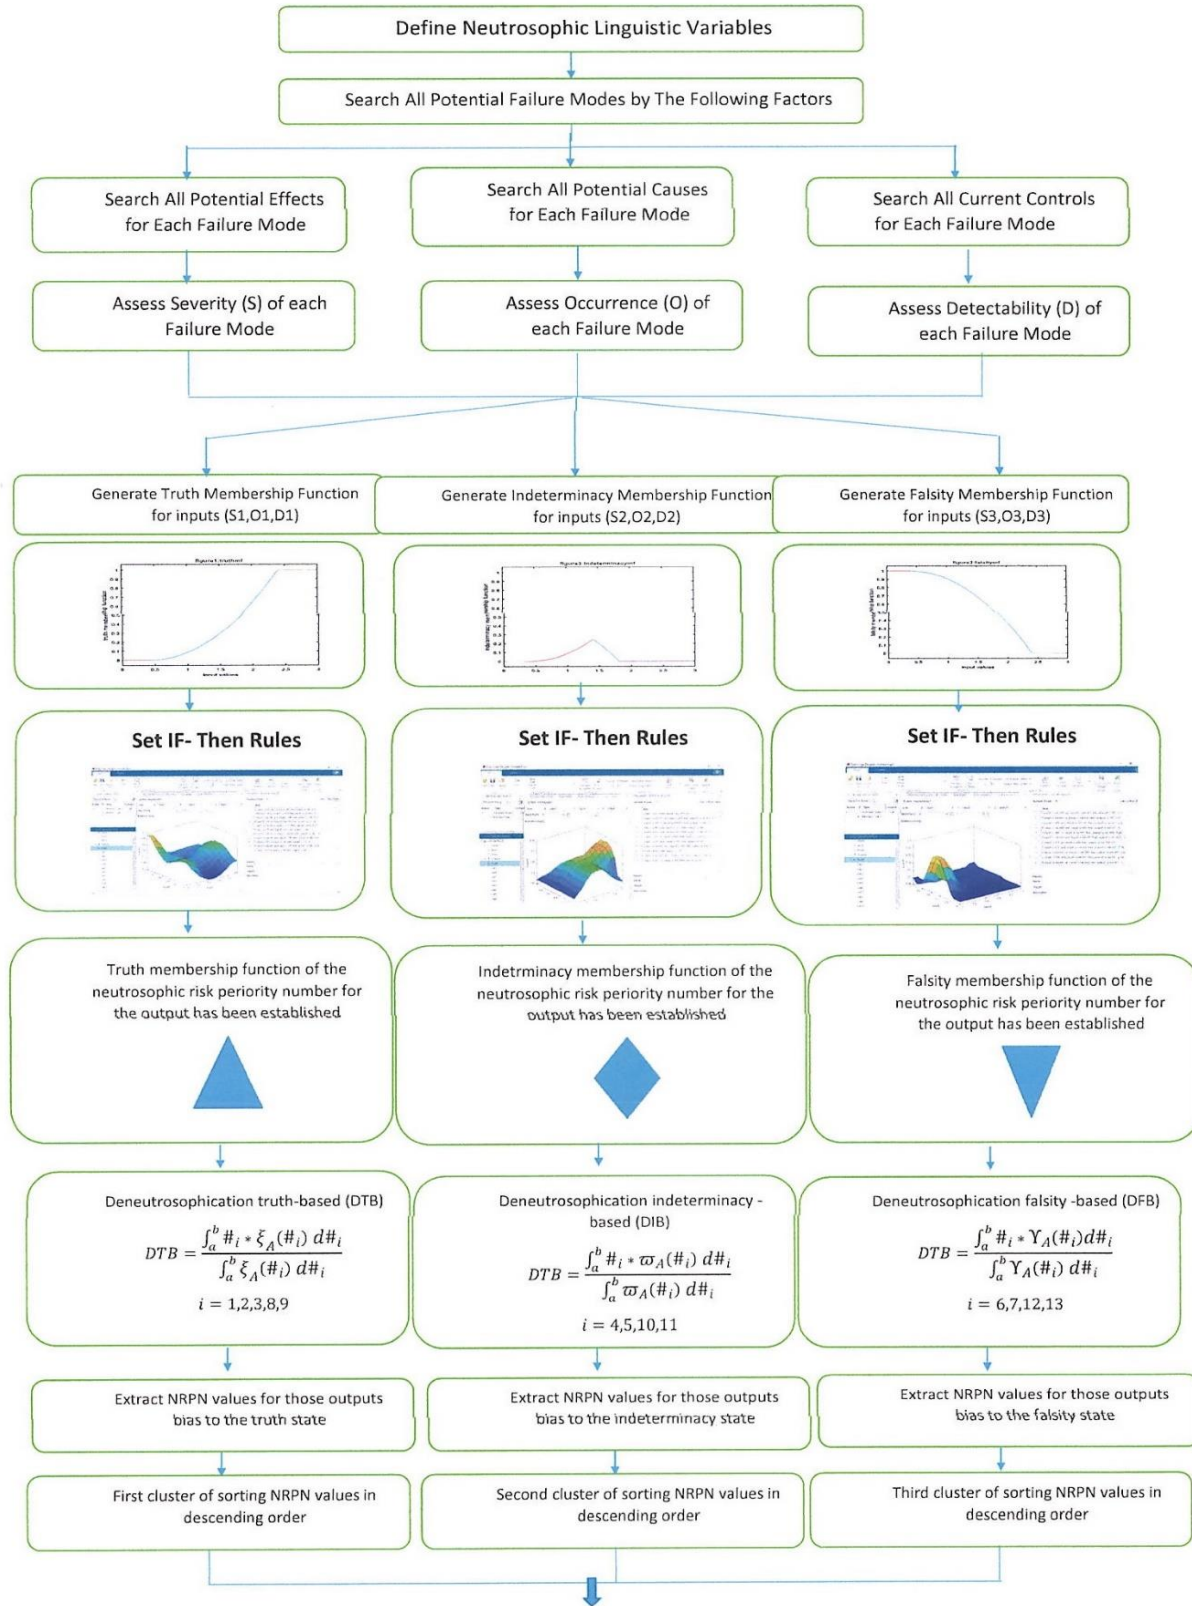 Define Neutrosophic Linguistic Variables
Search All Potential Failure Modes by The Following Factors
Search All Potential Effects
for Each Failure Mode
Search All Potential Causes
for Each Failure Mode
Search All Current Controls
for Each Failure Mode
Assess Severity (S) of each
Failure Mode
Assess Occurrence (O) of
each Failure Mode
Assess Detectability (D) of
each Failure Mode
Generate Truth Membership Function
for inputs (S1,O1,D1)
Generate Indeterminacy Membership Function
for inputs (S2,O2,D2)
Generate Falsity Membership Function
for inputs (S3,O3,D3)
Set IF- Then Rules
Set IF- Then Rules
Set IF- Then Rules
Truth membership function of the
neutrosophic risk periority number for
the output has been established
Indetrminacy membership function of the
neutrosophic risk periority number for the
output has been established
Falsity membership function of the
neutrosophic risk periority number for
the output has been established
Deneutrosophication truth-based (DTB)
DTB = ∫_a^b #_i * ξ_A(#_i) d#_i / ∫_a^b ξ_A(#_i) d#_i
i = 1,2,3,8,9
Deneutrosophication indeterminacy -
based (DIB)
DTB = ∫_a^b #_i * ϖ_A(#_i) d#_i / ∫_a^b ϖ_A(#_i) d#_i
i = 4,5,10,11
Deneutrosophication falsity -based (DFB)
DTB = ∫_a^b #_i * ϒ_A(#_i)d#_i / ∫_a^b ϒ_A(#_i) d#_i
i = 6,7,12,13
Extract NRPN values for those outputs
bias to the truth state
Extract NRPN values for those outputs
bias to the indeterminacy state
Extract NRPN values for those outputs
bias to the falsity state
First cluster of sorting NRPN values in
descending order
Second cluster of sorting NRPN values in
descending order
Third cluster of sorting NRPN values in
descending order